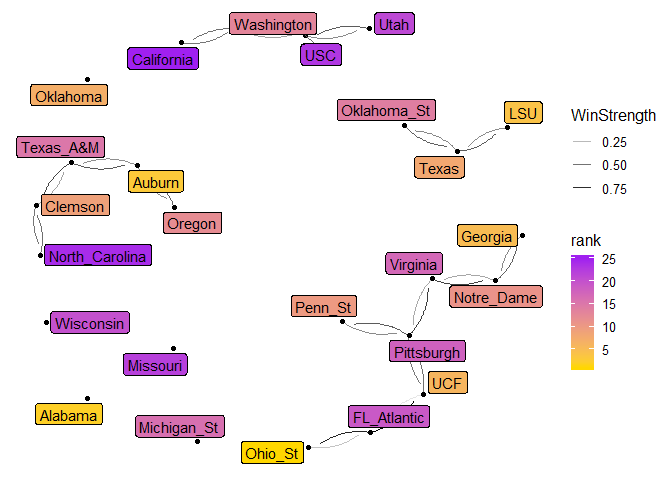 Washington
Utah
California
USC
Oklahoma
Oklahoma_St
LSU
Texas_A&M
Texas
Auburn
Clemson
Oregon
North_Carolina
Georgia
Virginia
Notre_Dame
Penn_St
Wisconsin
Pittsburgh
Missouri
UCF
Alabama
FL_Atlantic
Michigan_St
Ohio_St
WinStrength
0.25
0.50
0.75
rank
25
20
15
10
5